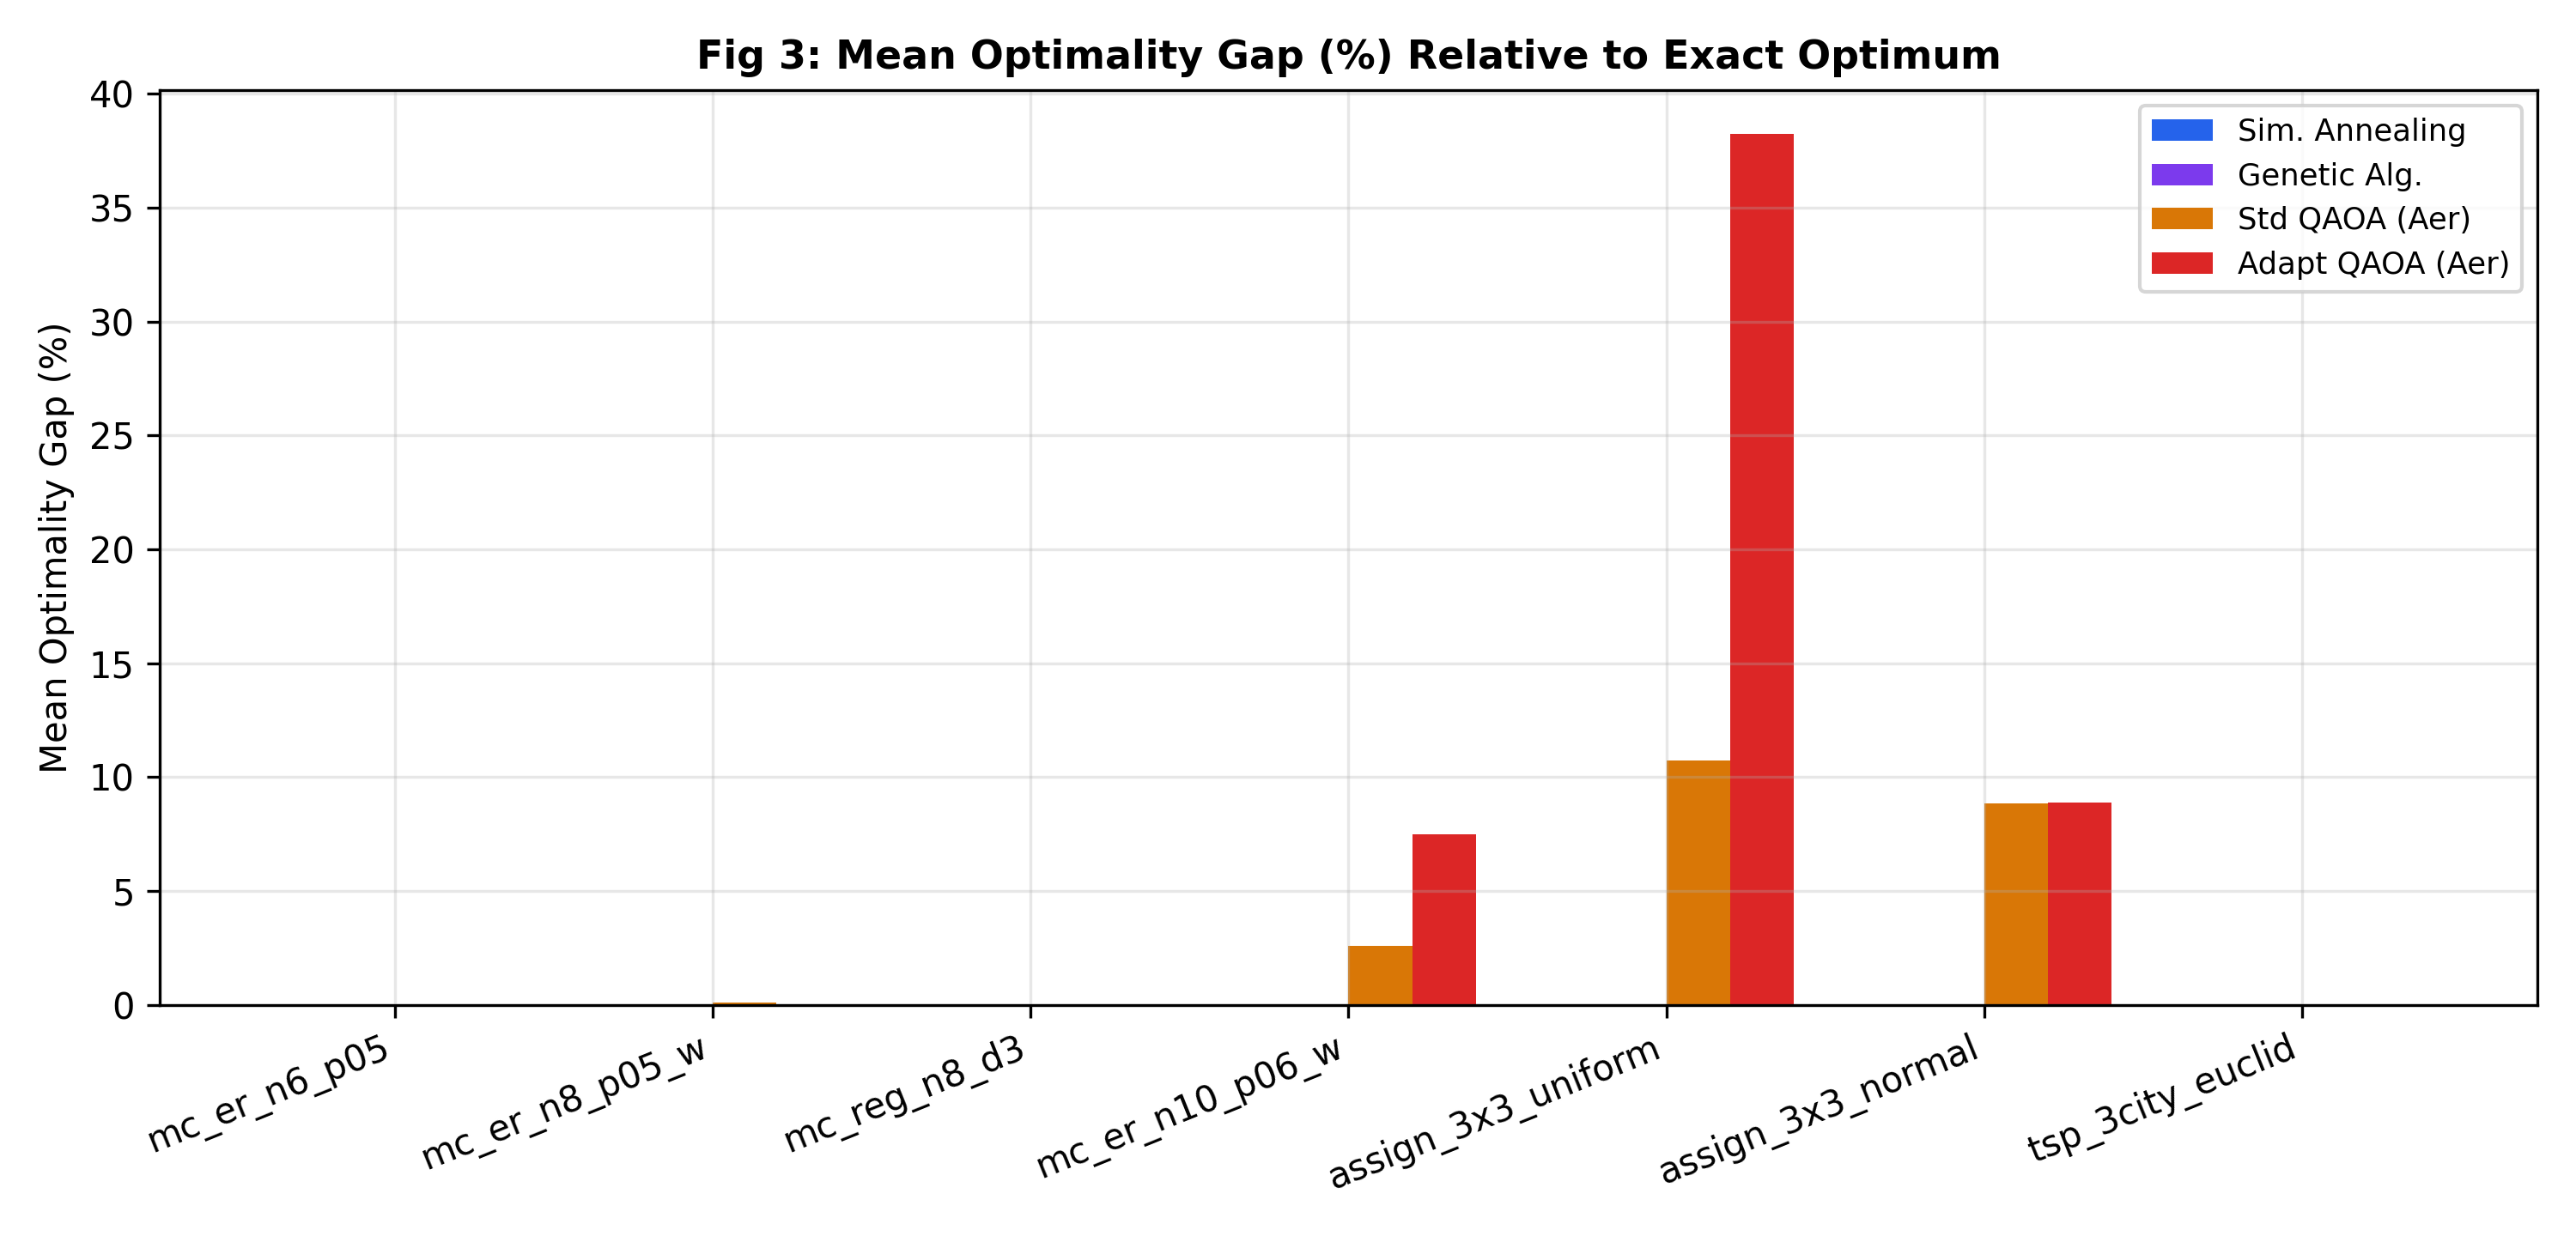 Fig 3: Mean Optimality Gap (%) Relative to Exact Optimum
Mean Optimality Gap (%)
40
35
30
25
20
15
10
5
0
Sim. Annealing
Genetic Alg.
Std QAOA (Aer)
Adapt QAOA (Aer)
mc_er_n6_p05
mc_er_n8_p05_w
mc_reg_n8_d3
mc_er_n10_p06_w
assign_3x3_uniform
assign_3x3_normal
tsp_3city_euclid